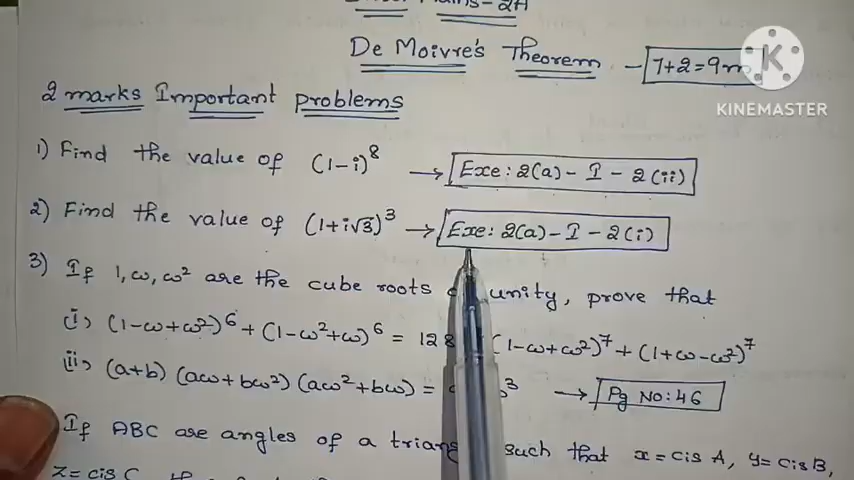 Maths-2A
De Moivre's Theorem - 7+2=9m
KINEMASTER
2 marks Important problems
1) Find the value of (1-i)⁸ → Exe: 2(a)-I-2(ii)
2) Find the value of (1+i√3)³ → Exe: 2(a)-I-2(i)
3) If 1, ω, ω² are the cube roots unity, prove that
(i) (1-ω+ω²)⁶ + (1-ω²+ω)⁶ = 128 (1-ω+ω²)⁷ + (1+ω-ω²)⁷
(ii) (a+b) (aω+bω²) (aω²+bω) = ³ → Pg No: 46
If ABC are angles of a such that x=cis A, y=cis B,
z=cis C